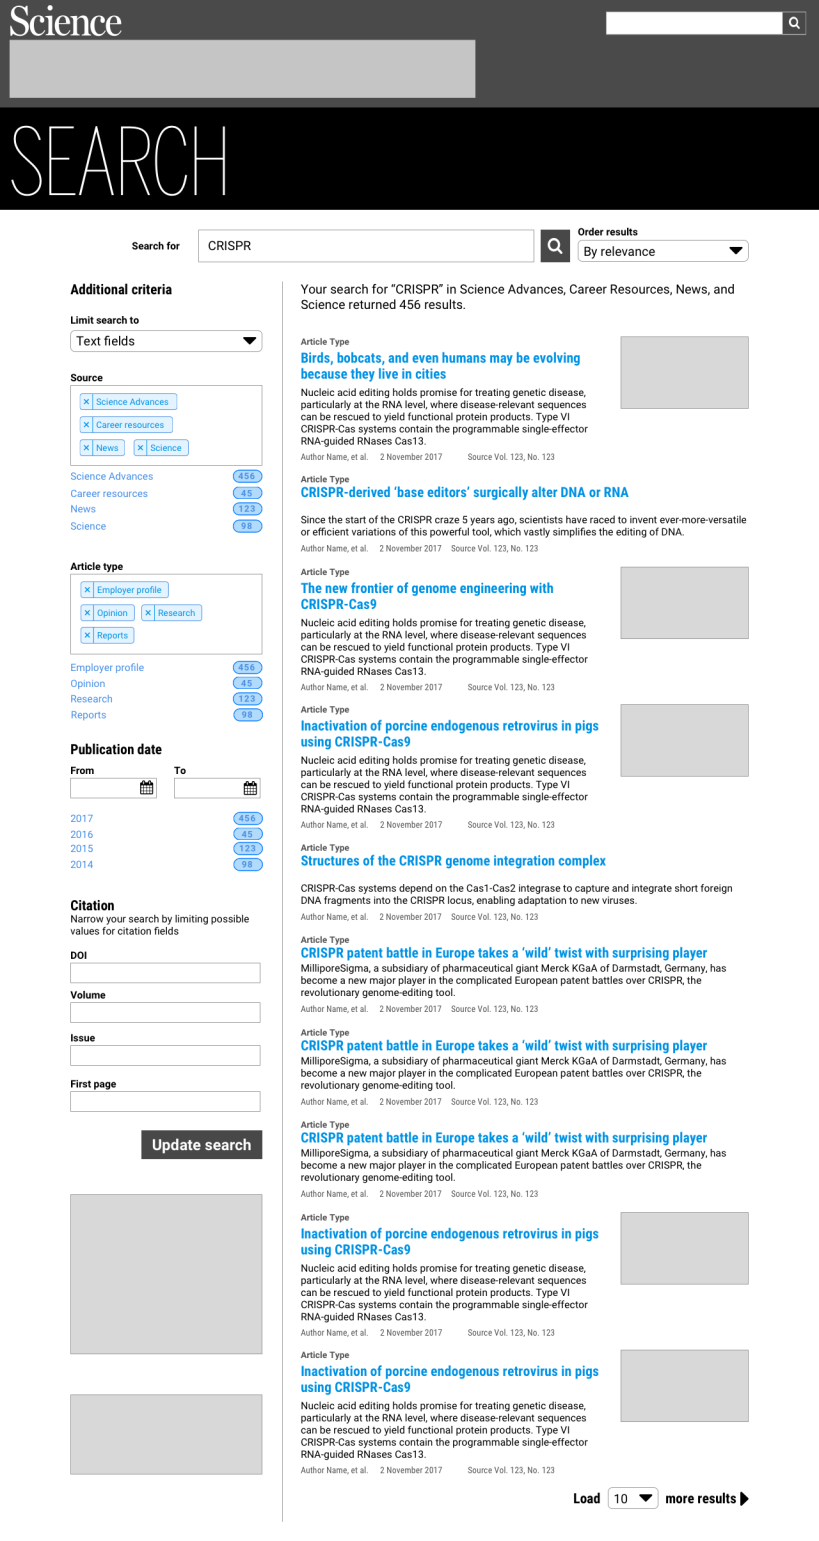 Science
SEARCH
Search for
CRISPR
Order results
By relevance
Additional criteria
Limit search to
Text fields
Source
× Science Advances
× Career resources
× News × Science
Science Advances 456
Career resources 45
News 123
Science 98
Article type
× Employer profile
× Opinion × Research
× Reports
Employer profile 456
Opinion 45
Research 123
Reports 98
Publication date
From To
2017 456
2016 45
2015 123
2014 98
Citation
Narrow your search by limiting possible
values for citation fields
DOI
Volume
Issue
First page
Update search
Your search for “CRISPR” in Science Advances, Career Resources, News, and
Science returned 456 results.
Article Type
Birds, bobcats, and even humans may be evolving
because they live in cities
Nucleic acid editing holds promise for treating genetic disease,
particularly at the RNA level, where disease-relevant sequences
can be rescued to yield functional protein products. Type VI
CRISPR-Cas systems contain the programmable single-effector
RNA-guided RNases Cas13.
Author Name, et al. 2 November 2017 Source Vol. 123, No. 123
Article Type
CRISPR-derived ‘base editors’ surgically alter DNA or RNA
Since the start of the CRISPR craze 5 years ago, scientists have raced to invent ever-more-versatile
or efficient variations of this powerful tool, which vastly simplifies the editing of DNA.
Author Name, et al. 2 November 2017 Source Vol. 123, No. 123
Article Type
The new frontier of genome engineering with
CRISPR-Cas9
Nucleic acid editing holds promise for treating genetic disease,
particularly at the RNA level, where disease-relevant sequences
can be rescued to yield functional protein products. Type VI
CRISPR-Cas systems contain the programmable single-effector
RNA-guided RNases Cas13.
Author Name, et al. 2 November 2017 Source Vol. 123, No. 123
Article Type
Inactivation of porcine endogenous retrovirus in pigs
using CRISPR-Cas9
Nucleic acid editing holds promise for treating genetic disease,
particularly at the RNA level, where disease-relevant sequences
can be rescued to yield functional protein products. Type VI
CRISPR-Cas systems contain the programmable single-effector
RNA-guided RNases Cas13.
Author Name, et al. 2 November 2017 Source Vol. 123, No. 123
Article Type
Structures of the CRISPR genome integration complex
CRISPR-Cas systems depend on the Cas1-Cas2 integrase to capture and integrate short foreign
DNA fragments into the CRISPR locus, enabling adaptation to new viruses.
Author Name, et al. 2 November 2017 Source Vol. 123, No. 123
Article Type
CRISPR patent battle in Europe takes a ‘wild’ twist with surprising player
MilliporeSigma, a subsidiary of pharmaceutical giant Merck KGaA of Darmstadt, Germany, has
become a new major player in the complicated European patent battles over CRISPR, the
revolutionary genome-editing tool.
Author Name, et al. 2 November 2017 Source Vol. 123, No. 123
Article Type
CRISPR patent battle in Europe takes a ‘wild’ twist with surprising player
MilliporeSigma, a subsidiary of pharmaceutical giant Merck KGaA of Darmstadt, Germany, has
become a new major player in the complicated European patent battles over CRISPR, the
revolutionary genome-editing tool.
Author Name, et al. 2 November 2017 Source Vol. 123, No. 123
Article Type
CRISPR patent battle in Europe takes a ‘wild’ twist with surprising player
MilliporeSigma, a subsidiary of pharmaceutical giant Merck KGaA of Darmstadt, Germany, has
become a new major player in the complicated European patent battles over CRISPR, the
revolutionary genome-editing tool.
Author Name, et al. 2 November 2017 Source Vol. 123, No. 123
Article Type
Inactivation of porcine endogenous retrovirus in pigs
using CRISPR-Cas9
Nucleic acid editing holds promise for treating genetic disease,
particularly at the RNA level, where disease-relevant sequences
can be rescued to yield functional protein products. Type VI
CRISPR-Cas systems contain the programmable single-effector
RNA-guided RNases Cas13.
Author Name, et al. 2 November 2017 Source Vol. 123, No. 123
Article Type
Inactivation of porcine endogenous retrovirus in pigs
using CRISPR-Cas9
Nucleic acid editing holds promise for treating genetic disease,
particularly at the RNA level, where disease-relevant sequences
can be rescued to yield functional protein products. Type VI
CRISPR-Cas systems contain the programmable single-effector
RNA-guided RNases Cas13.
Author Name, et al. 2 November 2017 Source Vol. 123, No. 123
Load 10 more results